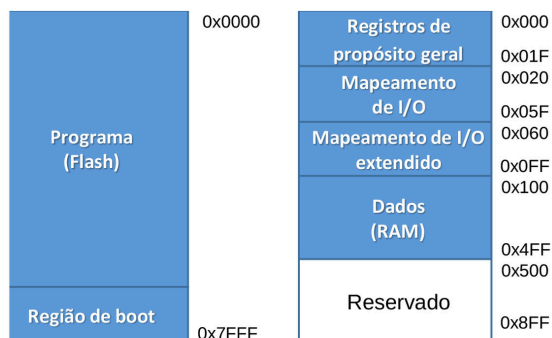 0x0000
Programa
(Flash)
Região de boot
0x7FFF
Registros de
propósito geral
0x000
0x01F
Mapeamento
de I/O
0x020
0x05F
Mapeamento de I/O
extendido
0x060
0x0FF
Dados
(RAM)
0x100
0x4FF
Reservado
0x500
0x8FF